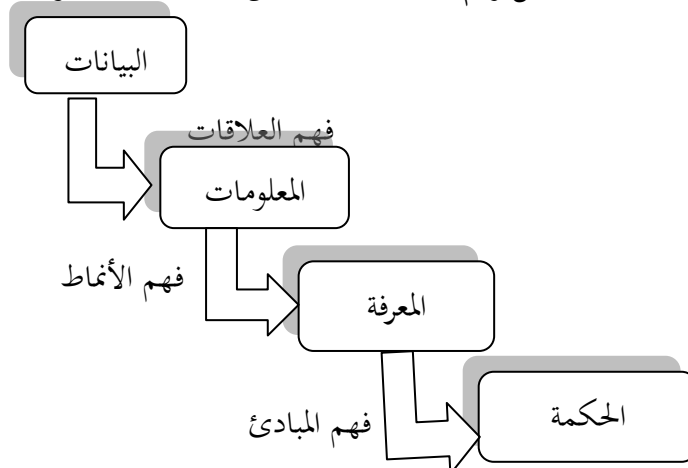 البيانات
فهم العلاقات
المعلومات
فهم الأنماط
المعرفة
فهم المبادئ
الحكمة